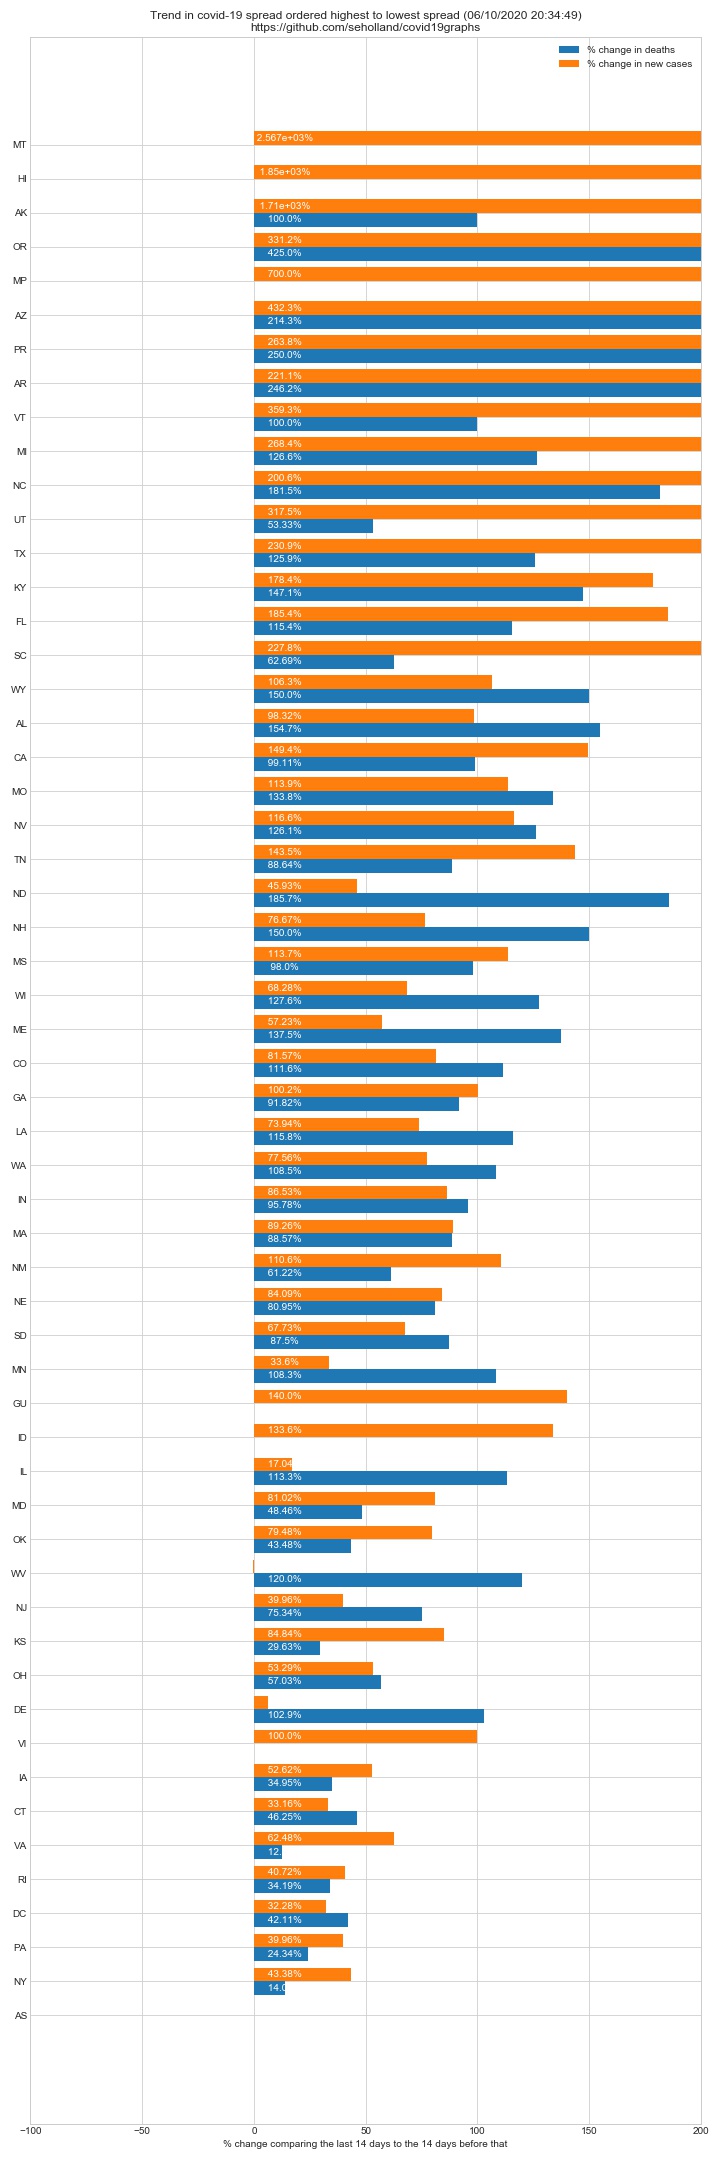 Trend in covid-19 spread ordered highest to lowest spread (06/10/2020 20:34:49)
https://github.com/seholland/covid19graphs
% change in deaths
% change in new cases
MT 2.567e+03%
HI 1.85e+03%
AK 1.71e+03%
100.0%
OR 331.2%
425.0%
MP 700.0%
AZ 432.3%
214.3%
PR 263.8%
250.0%
AR 221.1%
246.2%
VT 359.3%
100.0%
MI 268.4%
126.6%
NC 200.6%
181.5%
UT 317.5%
53.33%
TX 230.9%
125.9%
KY 178.4%
147.1%
FL 185.4%
115.4%
SC 227.8%
62.69%
WY 106.3%
150.0%
AL 98.32%
154.7%
CA 149.4%
99.11%
MO 113.9%
133.8%
NV 116.6%
126.1%
TN 143.5%
88.64%
ND 45.93%
185.7%
NH 76.67%
150.0%
MS 113.7%
98.0%
WI 68.28%
127.6%
ME 57.23%
137.5%
CO 81.57%
111.6%
GA 100.2%
91.82%
LA 73.94%
115.8%
WA 77.56%
108.5%
IN 86.53%
95.78%
MA 89.26%
88.57%
NM 110.6%
61.22%
NE 84.09%
80.95%
SD 67.73%
87.5%
MN 33.6%
108.3%
GU 140.0%
ID 133.6%
IL 17.04
113.3%
MD 81.02%
48.46%
OK 79.48%
43.48%
WV
120.0%
NJ 39.96%
75.34%
KS 84.84%
29.63%
OH 53.29%
57.03%
DE
102.9%
VI 100.0%
IA 52.62%
34.95%
CT 33.16%
46.25%
VA 62.48%
12.
RI 40.72%
34.19%
DC 32.28%
42.11%
PA 39.96%
24.34%
NY 43.38%
14.0
AS
−100 −50 0 50 100 150 200
% change comparing the last 14 days to the 14 days before that